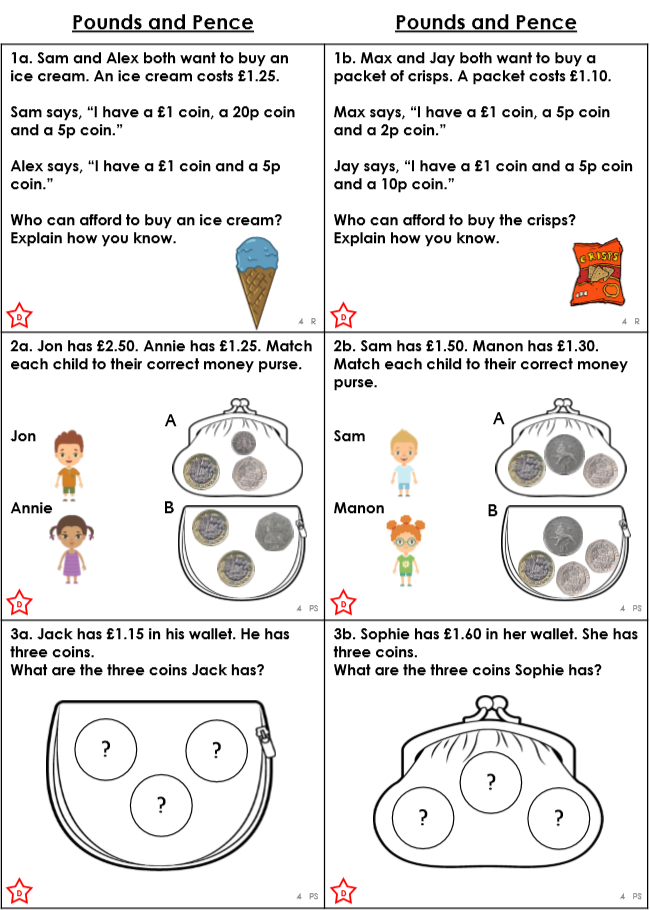 Pounds and Pence
Pounds and Pence
1a. Sam and Alex both want to buy an
ice cream. An ice cream costs £1.25.
Sam says, “I have a £1 coin, a 20p coin
and a 5p coin.”
Alex says, “I have a £1 coin and a 5p
coin.”
Who can afford to buy an ice cream?
Explain how you know.
D
4 R
1b. Max and Jay both want to buy a
packet of crisps. A packet costs £1.10.
Max says, “I have a £1 coin, a 5p coin
and a 2p coin.”
Jay says, “I have a £1 coin and a 5p coin
and a 10p coin.”
Who can afford to buy the crisps?
Explain how you know.
CRISPS
D
4 R
2a. Jon has £2.50. Annie has £1.25. Match
each child to their correct money purse.
Jon
A
Annie
B
D
4 PS
2b. Sam has £1.50. Manon has £1.30.
Match each child to their correct money
purse.
Sam
A
Manon
B
D
4 PS
3a. Jack has £1.15 in his wallet. He has
three coins.
What are the three coins Jack has?
?
?
?
D
4 PS
3b. Sophie has £1.60 in her wallet. She has
three coins.
What are the three coins Sophie has?
?
?
?
D
4 PS